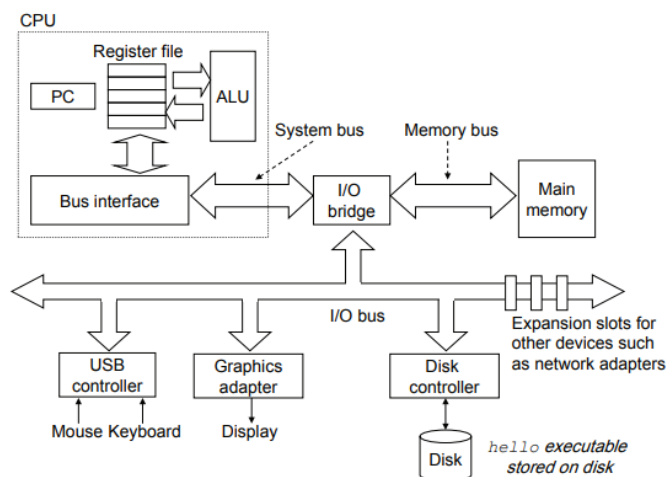 CPU
Register file
PC
ALU
System bus
Memory bus
Bus interface
I/O
bridge
Main
memory
I/O bus
Expansion slots for
other devices such
as network adapters
USB
controller
Graphics
adapter
Disk
controller
Mouse Keyboard
Display
Disk
hello executable
stored on disk